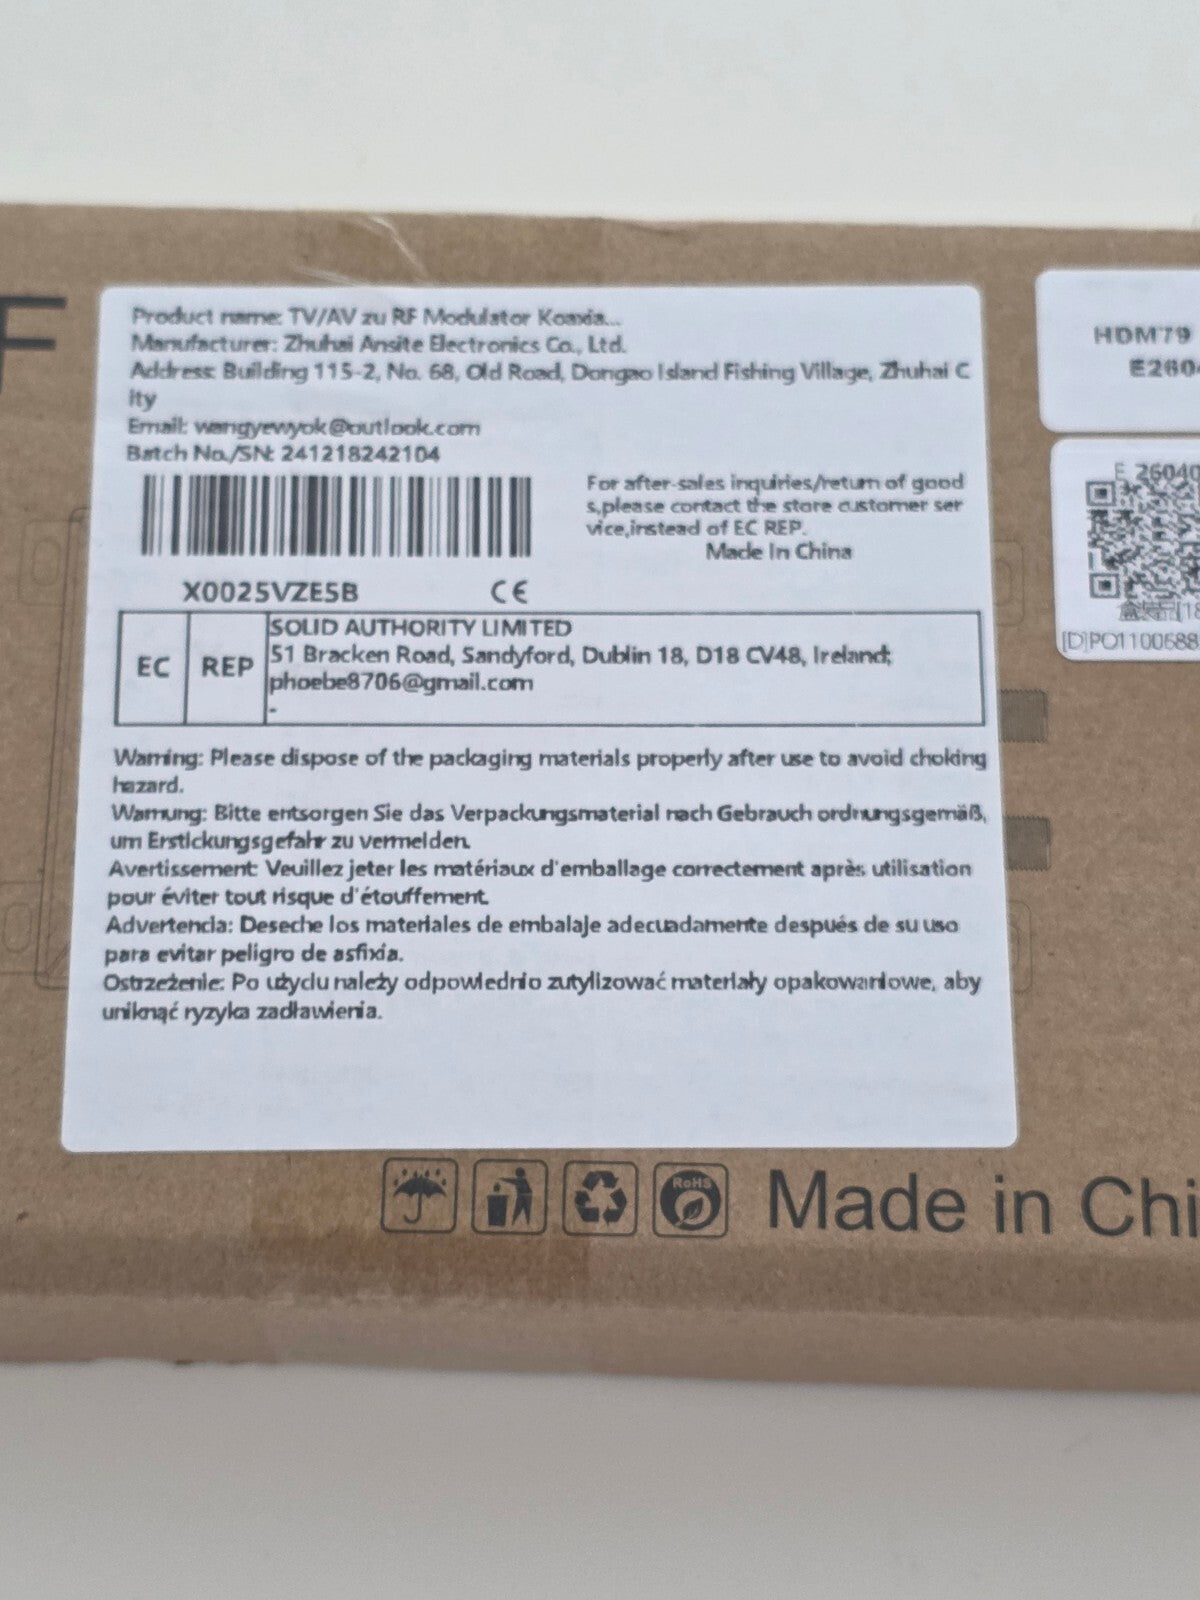 F
Product name: TV/AV zu RF Modulator Koaxia...
Manufacturer: Zhuhai Ansite Electronics Co., Ltd.
Address: Building 115-2, No. 68, Old Road, Dongao Island Fishing Village, Zhuhai C
ity
Email: wangyewyok@outlook.com
Batch No./SN: 241218242104
For after-sales inquiries/return of good
s,please contact the store customer ser
vice,instead of EC REP.
Made In China
X0025VZE5B CE
EC REP
SOLID AUTHORITY LIMITED
51 Bracken Road, Sandyford, Dublin 18, D18 CV48, Ireland;
phoebe8706@gmail.com
-
Warning: Please dispose of the packaging materials properly after use to avoid choking
hazard.
Warnung: Bitte entsorgen Sie das Verpackungsmaterial nach Gebrauch ordnungsgemäß,
um Erstickungsgefahr zu vermeiden.
Avertissement: Veuillez jeter les matériaux d'emballage correctement après utilisation
pour éviter tout risque d'étouffement.
Advertencia: Deseche los materiales de embalaje adecuadamente después de su uso
para evitar peligro de asfixia.
Ostrzeżenie: Po użyciu należy odpowiednio zutylizować materiały opakowaniowe, aby
uniknąć ryzyka zadławienia.
HDM79
E260
E 26040
[D]PO1100688
RoHS
Made in Chi